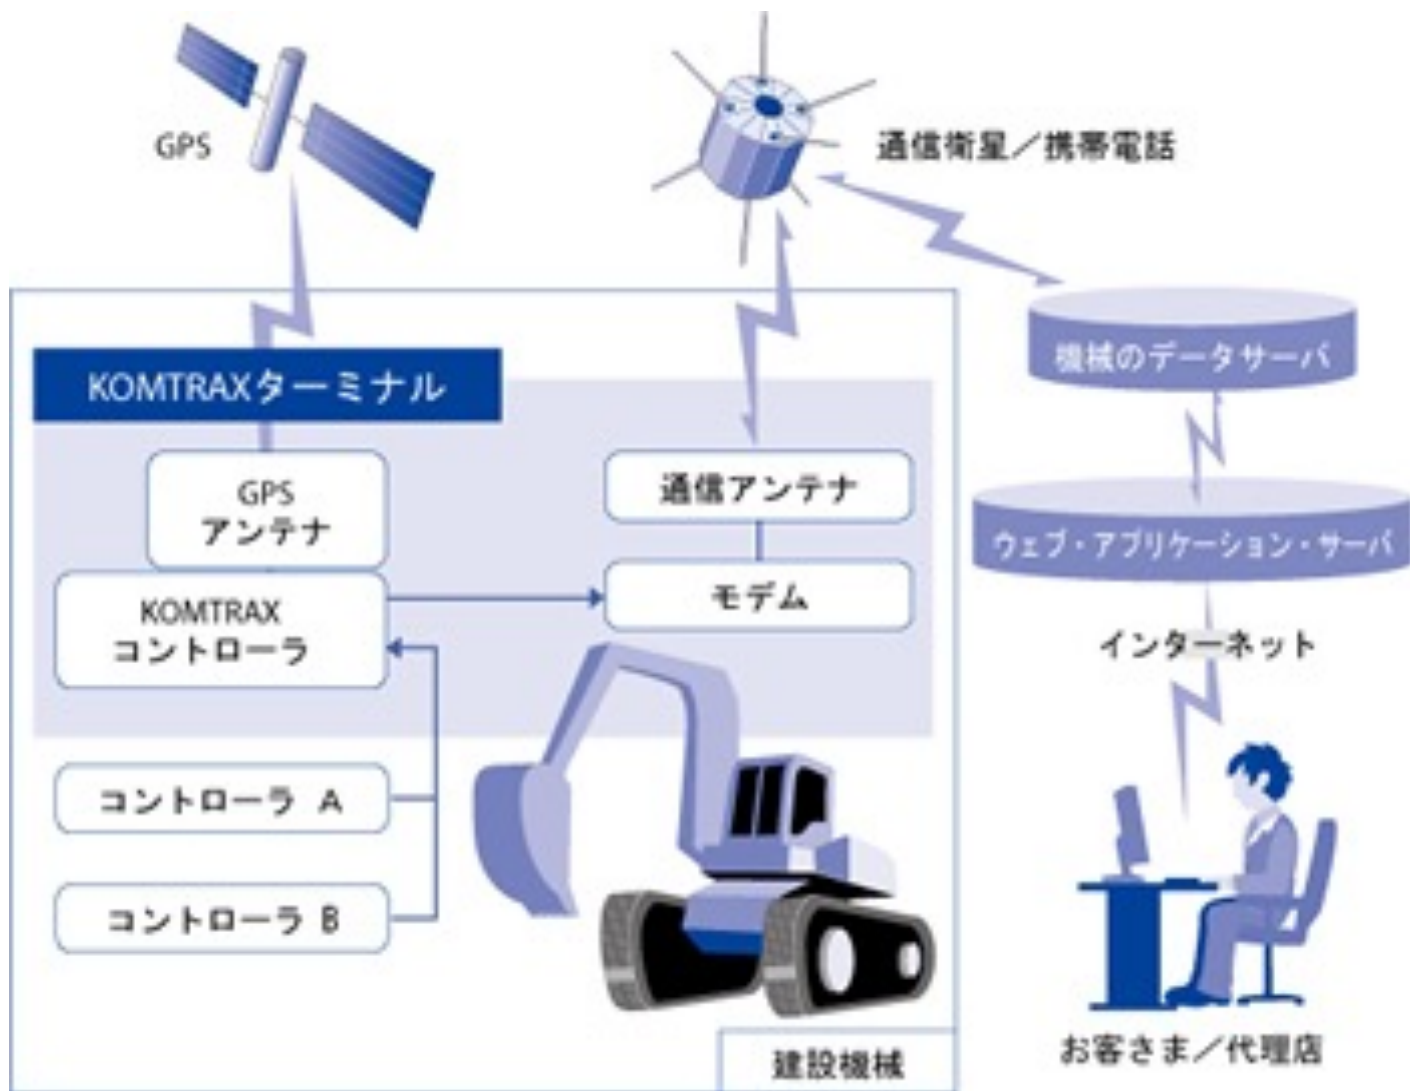 GPS
通信衛星／携帯電話
機械のデータサーバ
KOMTRAXターミナル
GPS
アンテナ
通信アンテナ
ウェブ・アプリケーション・サーバ
KOMTRAX
コントローラ
モデム
インターネット
コントローラ A
コントローラ B
お客さま／代理店
建設機械